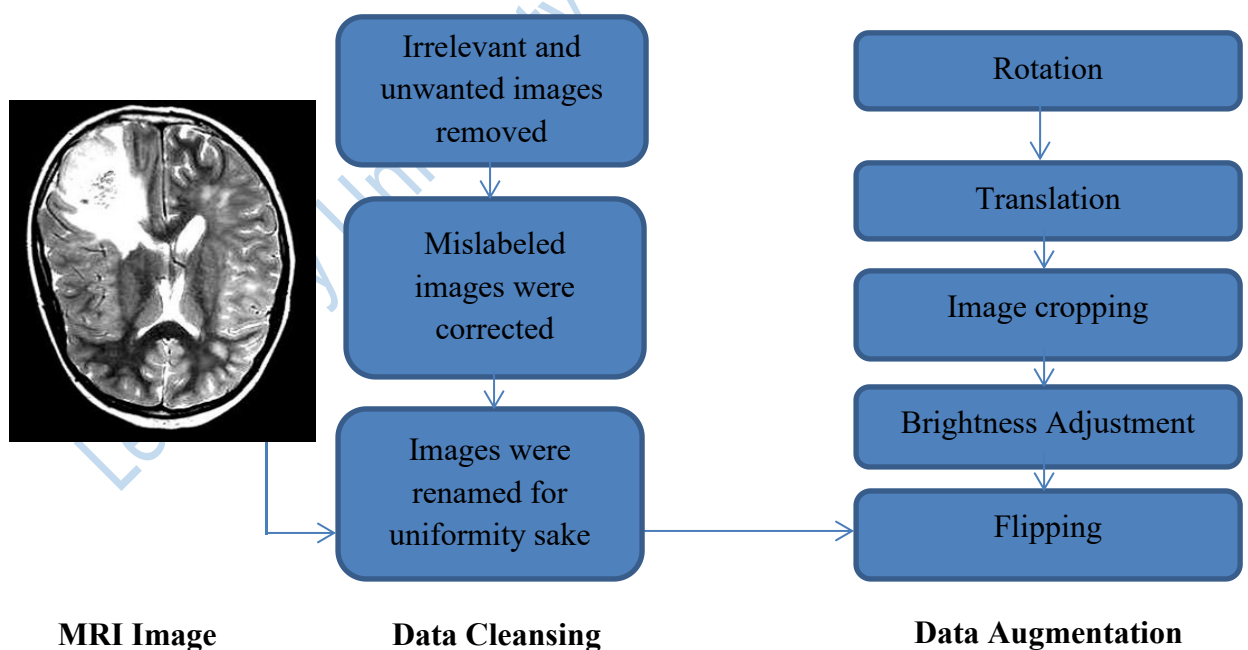 Irrelevant and
unwanted images
removed
Mislabeled
images were
corrected
Images were
renamed for
uniformity sake
Rotation
Translation
Image cropping
Brightness Adjustment
Flipping
MRI Image
Data Cleansing
Data Augmentation